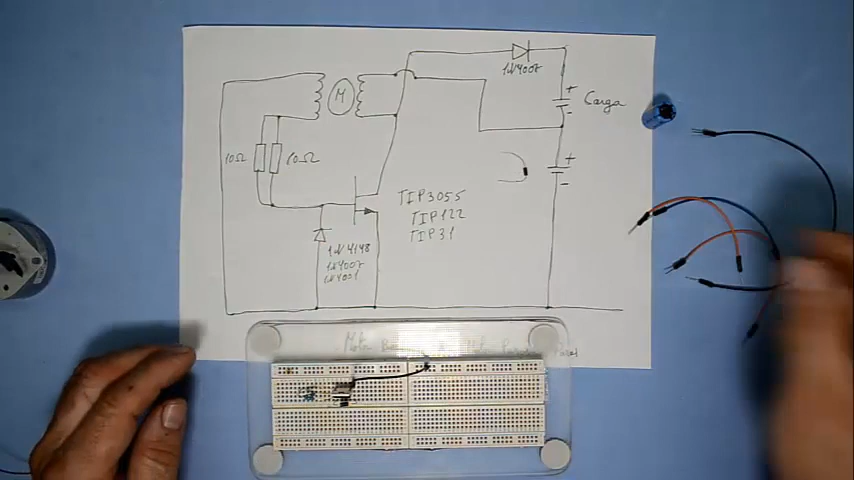 1N4007
+
Carga
-
M
10Ω
10Ω
+
-
TIP3055
TIP122
TIP31
1N4148
1N4007
1N4001